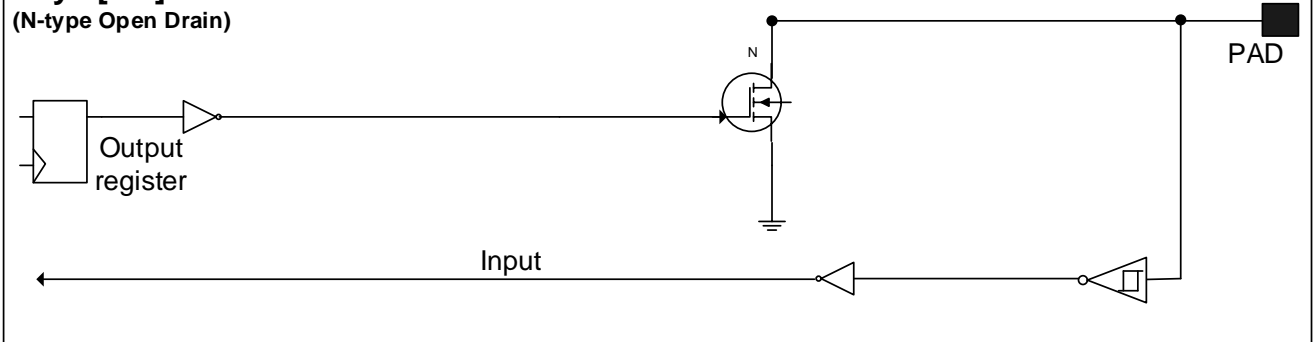 (N-type Open Drain)
N
PAD
Output
register
Input